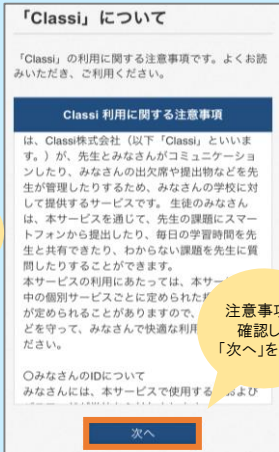 「Classi」について
「Classi」の利用に関する注意事項です。よくお読
みいただき、ご利用ください。
Classi 利用に関する注意事項
は、Classi株式会社（以下「Classi」といいま
す。）が、先生とみなさんがコミュニケーショ
ンしたり、みなさんの出欠席や提出物などを先
生が管理したりするため、みなさんの学校に対
して提供するサービスです。 生徒のみなさん
は、本サービスを通じて、先生の課題にスマー
トフォンから提出したり、毎日の学習時間を先
生と共有できたり、わからない課題を先生に質
問したりすることができます。
本サービスの利用にあたっては、本サー
中の個別サービスごとに定められた
が定められることがありますので、
どを守って、みなさんで快適な利用
ださい。
注意事項
確認し
「次へ」を
〇みなさんのIDについて
みなさんには、本サービスで使用する
および
次へ